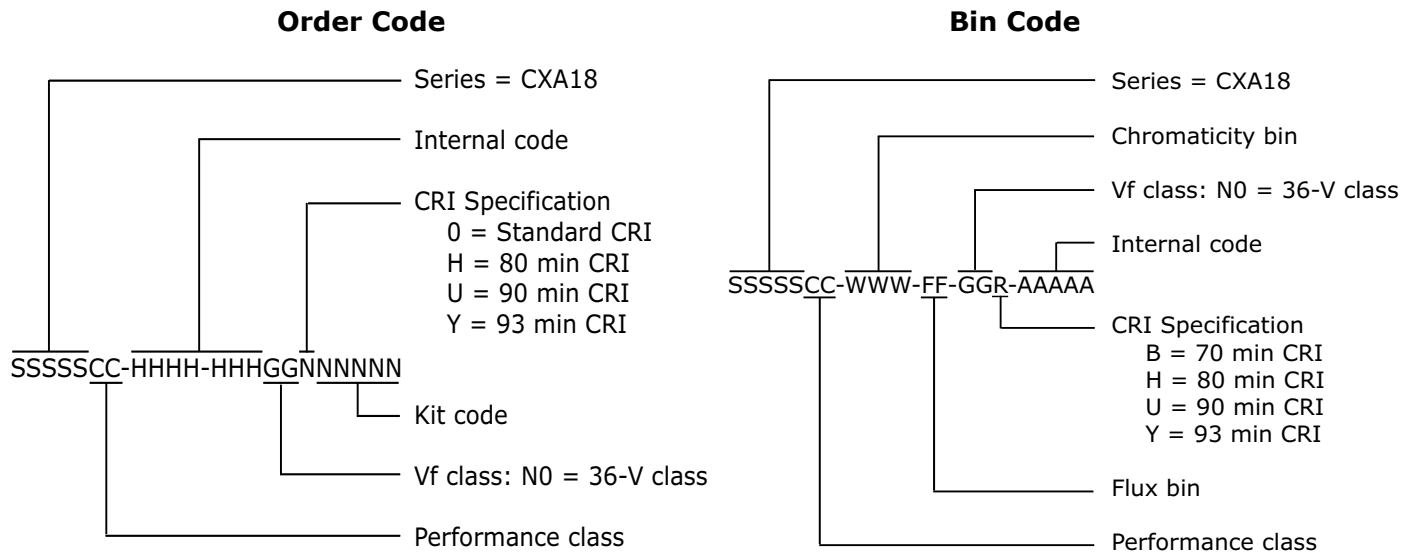 Order Code
Series = CXA18
Internal code
CRI Specification
0 = Standard CRI
H = 80 min CRI
U = 90 min CRI
Y = 93 min CRI
SSSSSCC-HHHH-HHHGGNNNNNN
Kit code
Vf class: N0 = 36-V class
Performance class
Bin Code
Series = CXA18
Chromaticity bin
Vf class: N0 = 36-V class
Internal code
SSSSSCC-WWW-FF-GGR-AAAAA
CRI Specification
B = 70 min CRI
H = 80 min CRI
U = 90 min CRI
Y = 93 min CRI
Flux bin
Performance class